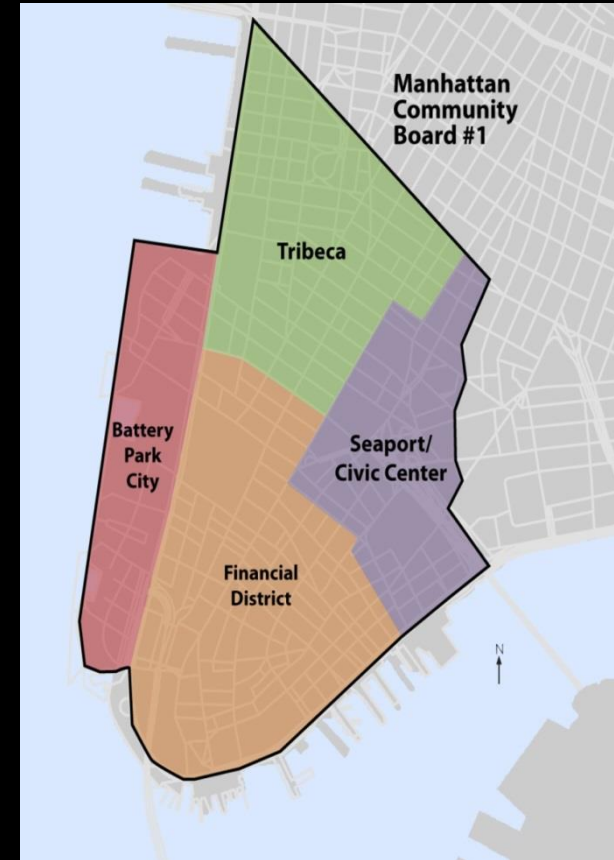 Manhattan
Community
Board #1
Tribeca
Battery
Park
City
Seaport/
Civic Center
Financial
District
N